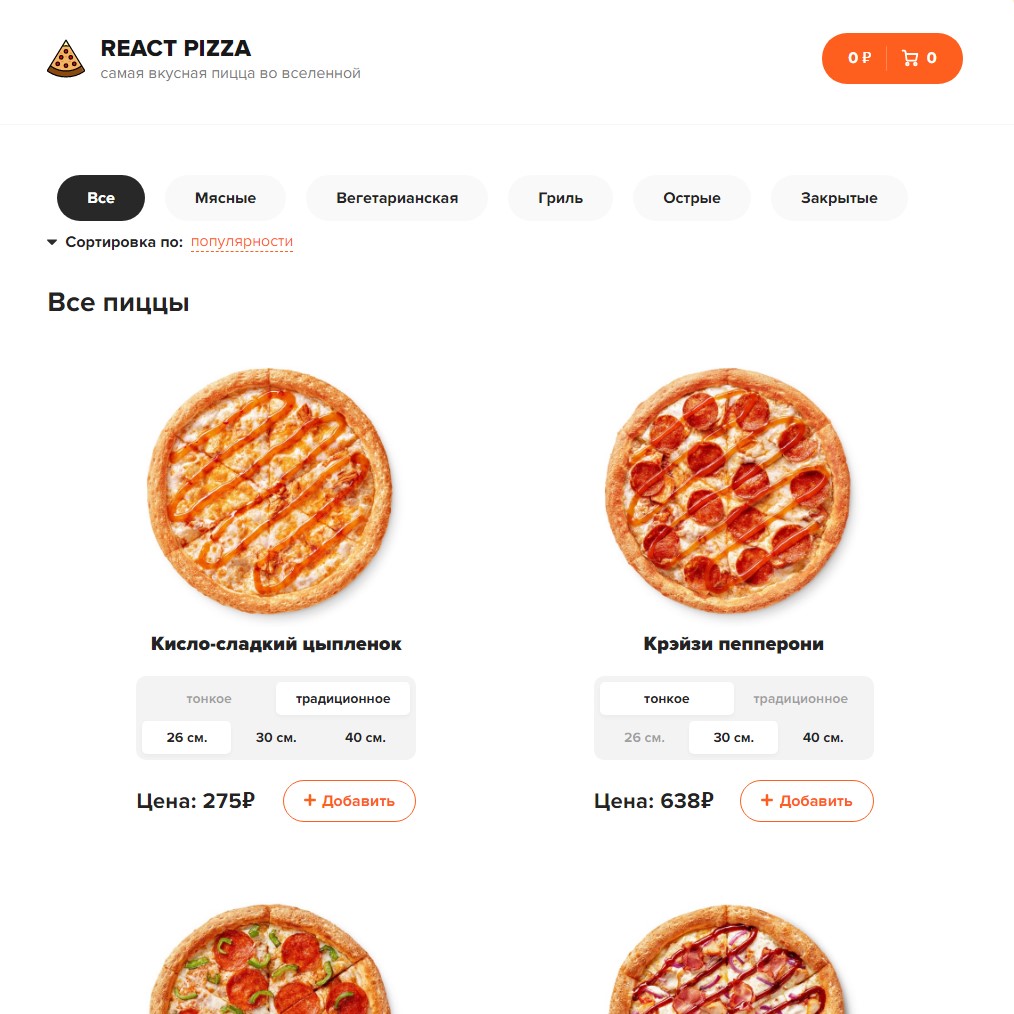 REACT PIZZA
самая вкусная пицца во вселенной
0 ₽ 0
Все Мясные Вегетарианская Гриль Острые Закрытые
Сортировка по: популярности
Все пиццы
Кисло-сладкий цыпленок
тонкое традиционное
26 см. 30 см. 40 см.
Цена: 275₽ + Добавить
Крэйзи пепперони
тонкое традиционное
26 см. 30 см. 40 см.
Цена: 638₽ + Добавить